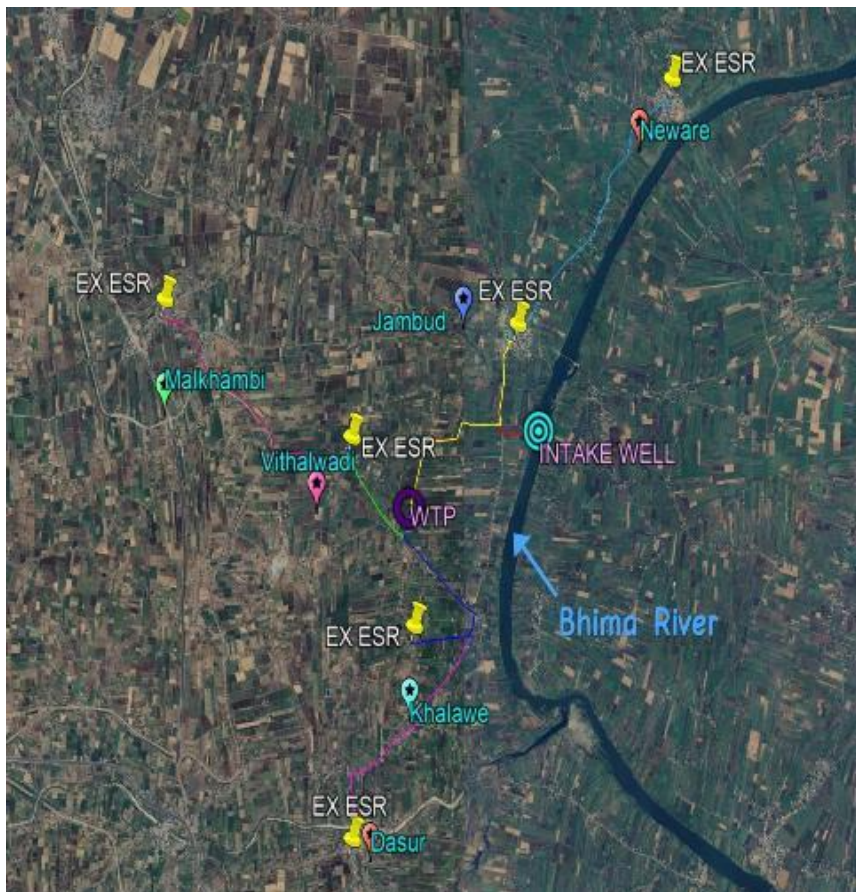 EX ESR
Neware
EX ESR
EX ESR
Jambud
Malkhambi
EX ESR
Vithalwadi
INTAKE WELL
WTP
EX ESR
Bhima River
Khalawe
EX ESR
Dasur